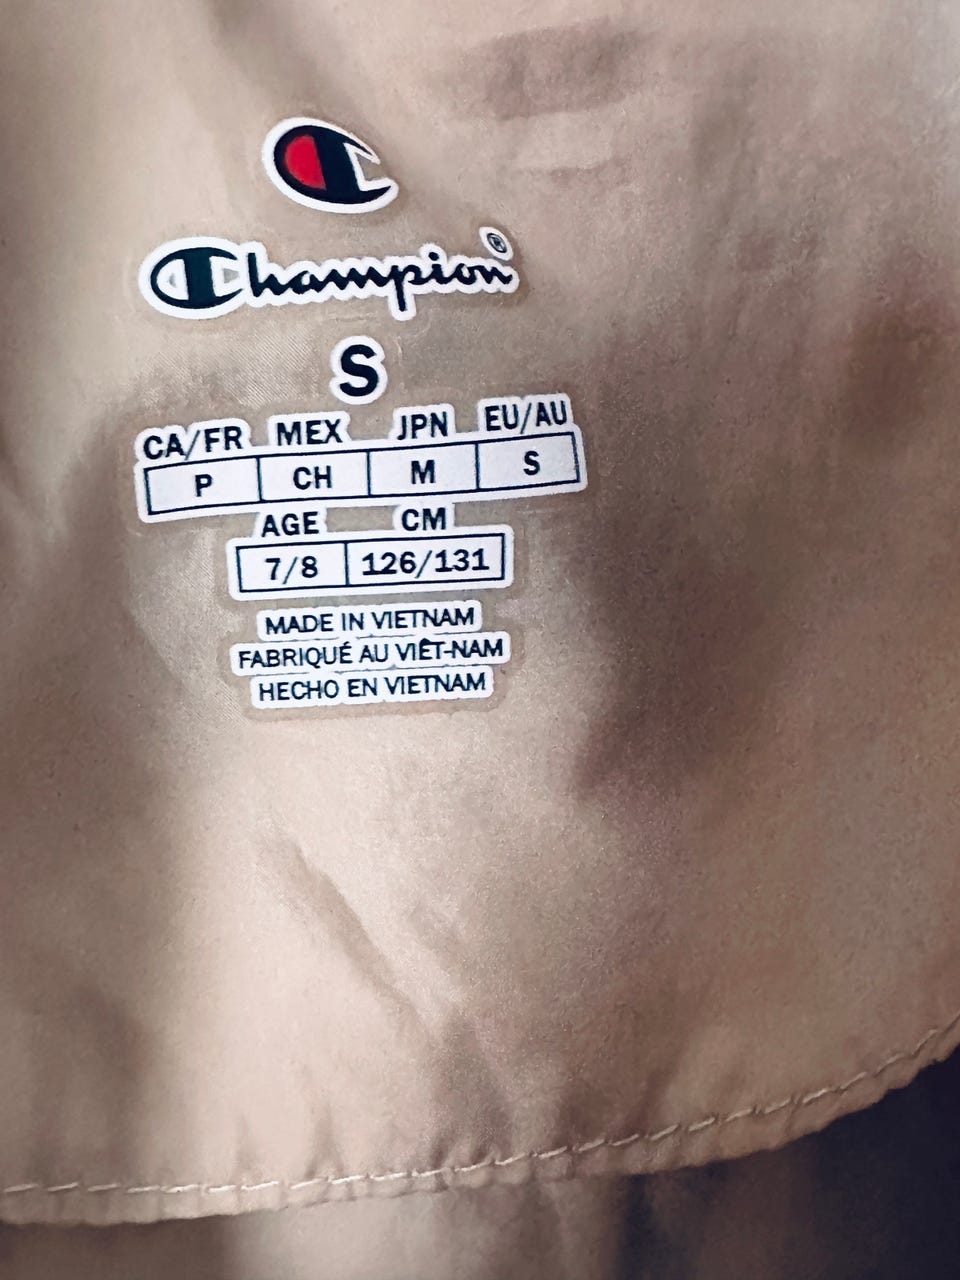 Champion®
S
CA/FR MEX JPN EU/AU
P CH M S
AGE CM
7/8 126/131
MADE IN VIETNAM
FABRIQUÉ AU VIÊT-NAM
HECHO EN VIETNAM